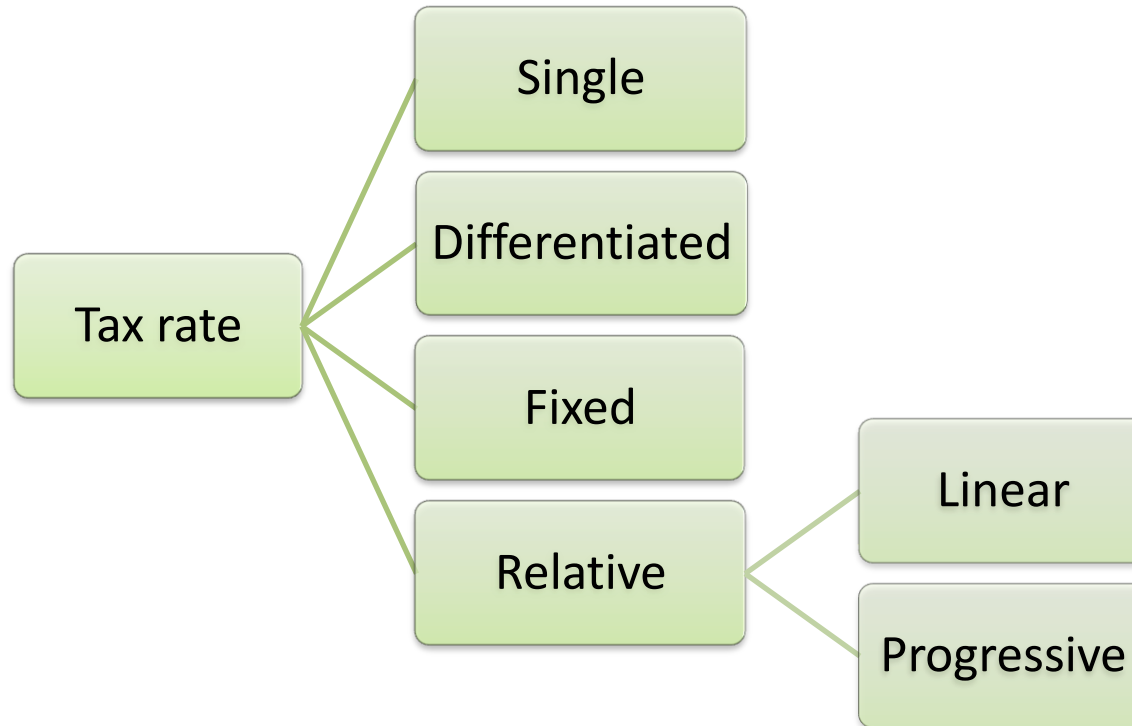 Tax rate
Single
Differentiated
Fixed
Relative
Linear
Progressive